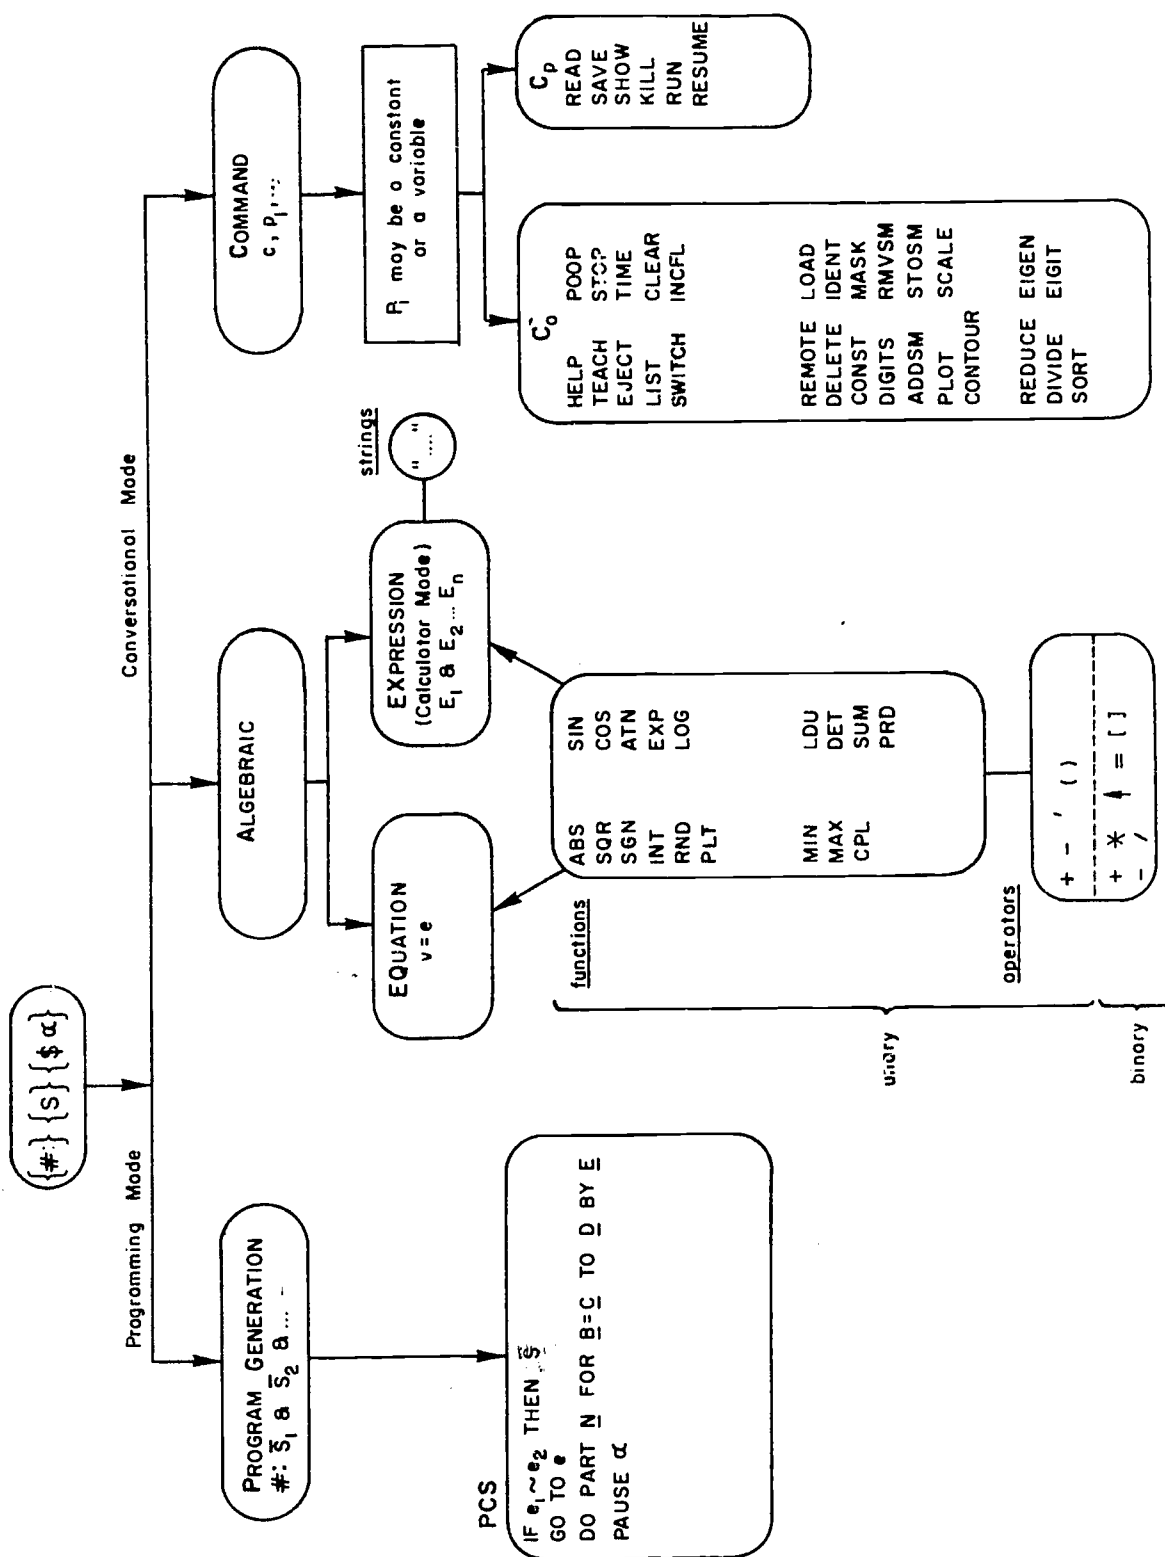 {#:} {S} {$ α}
Programming Mode
Conversational Mode
PROGRAM GENERATION
#: S̅₁ & S̅₂ & ...
PCS
IF e₁~e₂ THEN S̅
GO TO e
DO PART N FOR B=C TO D BY E
PAUSE α
ALGEBRAIC
EQUATION
v=e
EXPRESSION
(Calculator Mode)
E₁ & E₂ ... E_n
strings
" .... "
functions
ABS SIN
SQR COS
SGN ATN
INT EXP
RND LOG
PLT
MIN LDU
MAX DET
CPL SUM
PRD
operators
+ - ' ()
+ * ↑ = [ ]
- /
unary
binary
COMMAND
c, p₁, ...
P₁ may be a constant
or a variable
C₀
HELP POOP
TEACH STOP
EJECT TIME
LIST CLEAR
SWITCH INCFL
REMOTE LOAD
DELETE IDENT
CONST MASK
DIGITS RMVSM
ADDSM STOSM
PLOT SCALE
CONTOUR
REDUCE EIGEN
DIVIDE EIGIT
SORT
C_p
READ
SAVE
SHOW
KILL
RUN
RESUME